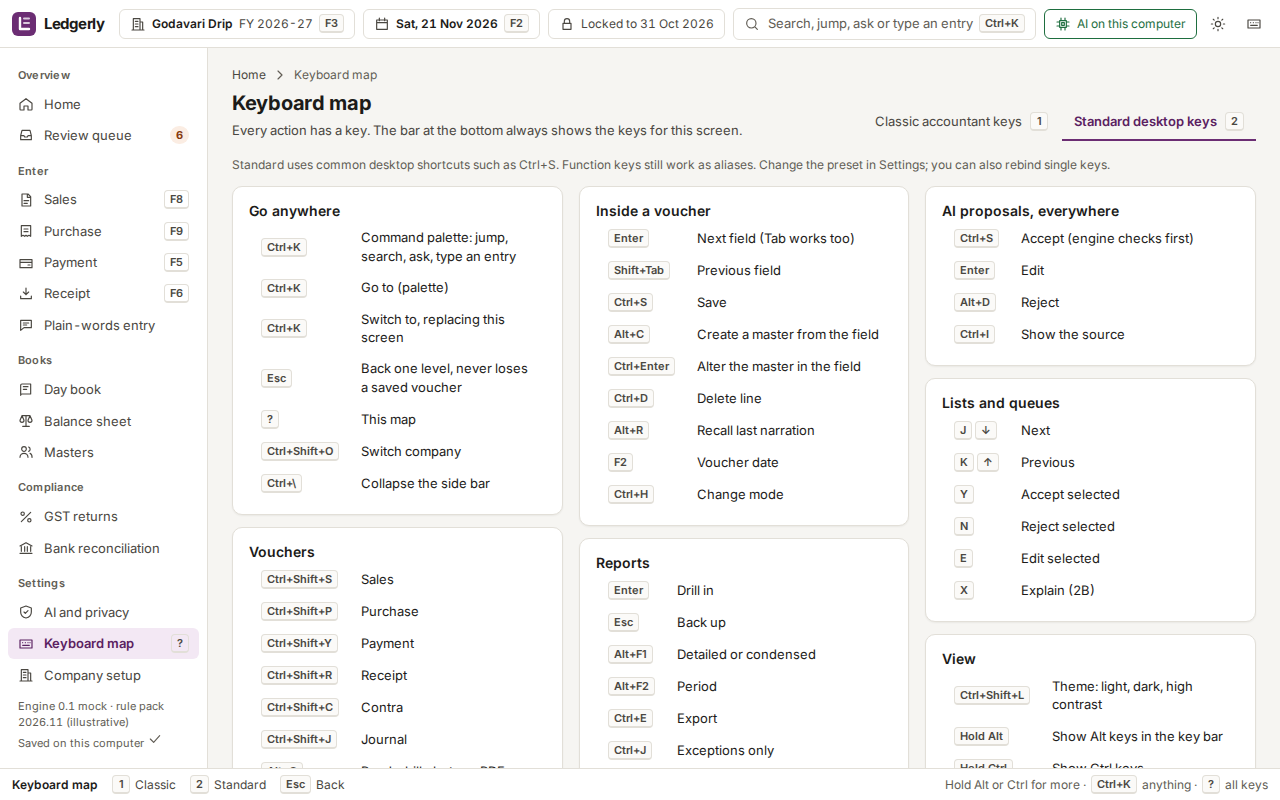 Ledgerly
Godavari Drip FY 2026-27 F3
Sat, 21 Nov 2026 F2
Locked to 31 Oct 2026
Search, jump, ask or type an entry Ctrl+K
AI on this computer
Overview
Home
Review queue 6
Enter
Sales F8
Purchase F9
Payment F5
Receipt F6
Plain-words entry
Books
Day book
Balance sheet
Masters
Compliance
GST returns
Bank reconciliation
Settings
AI and privacy
Keyboard map ?
Company setup
Engine 0.1 mock · rule pack
2026.11 (illustrative)
Saved on this computer
Home > Keyboard map
Keyboard map
Every action has a key. The bar at the bottom always shows the keys for this screen.
Classic accountant keys 1
Standard desktop keys 2
Standard uses common desktop shortcuts such as Ctrl+S. Function keys still work as aliases. Change the preset in Settings; you can also rebind single keys.
Go anywhere
Ctrl+K Command palette: jump,
search, ask, type an entry
Ctrl+K Go to (palette)
Ctrl+K Switch to, replacing this
screen
Esc Back one level, never loses
a saved voucher
? This map
Ctrl+Shift+O Switch company
Ctrl+\ Collapse the side bar
Vouchers
Ctrl+Shift+S Sales
Ctrl+Shift+P Purchase
Ctrl+Shift+Y Payment
Ctrl+Shift+R Receipt
Ctrl+Shift+C Contra
Ctrl+Shift+J Journal
Inside a voucher
Enter Next field (Tab works too)
Shift+Tab Previous field
Ctrl+S Save
Alt+C Create a master from the field
Ctrl+Enter Alter the master in the field
Ctrl+D Delete line
Alt+R Recall last narration
F2 Voucher date
Ctrl+H Change mode
Reports
Enter Drill in
Esc Back up
Alt+F1 Detailed or condensed
Alt+F2 Period
Ctrl+E Export
Ctrl+J Exceptions only
AI proposals, everywhere
Ctrl+S Accept (engine checks first)
Enter Edit
Alt+D Reject
Ctrl+I Show the source
Lists and queues
J ↓ Next
K ↑ Previous
Y Accept selected
N Reject selected
E Edit selected
X Explain (2B)
View
Ctrl+Shift+L Theme: light, dark, high
contrast
Hold Alt Show Alt keys in the key bar
Keyboard map 1 Classic 2 Standard Esc Back
Hold Alt or Ctrl for more · Ctrl+K anything · ? all keys